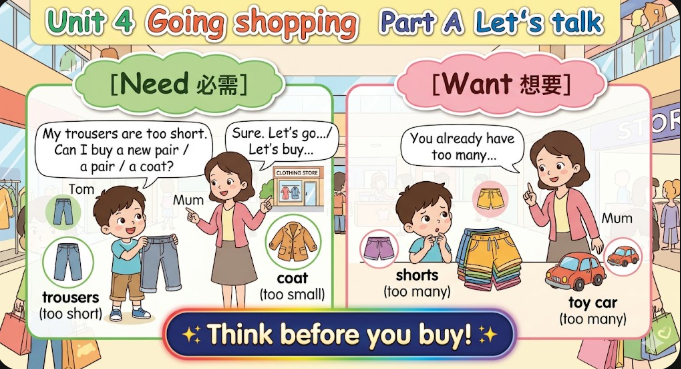 Unit 4 Going shopping Part A Let's talk
[Need 必需]
My trousers are too short.
Can I buy a new pair /
a pair / a coat?
Sure. Let's go.../
Let's buy...
CLOTHING STORE
Tom
Mum
trousers
(too short)
coat
(too small)
[Want 想要]
You already have
too many...
STOR
Mum
shorts
(too many)
toy car
(too many)
Think before you buy!